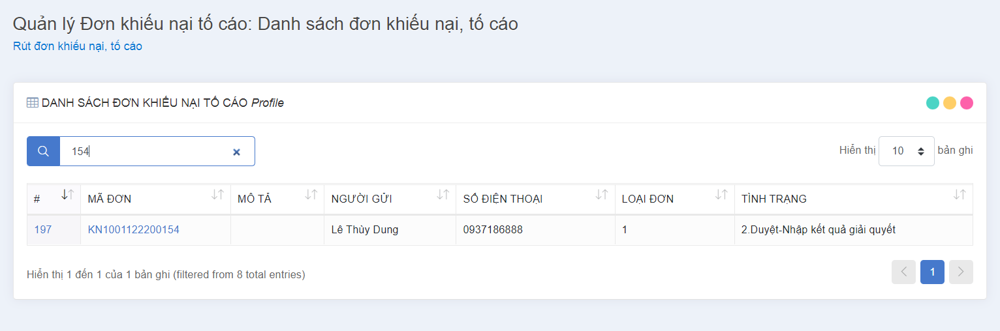 Quản lý Đơn khiếu nại tố cáo: Danh sách đơn khiếu nại, tố cáo
Rút đơn khiếu nại, tố cáo
DANH SÁCH ĐƠN KHIẾU NẠI TỐ CÁO Profile
154 Hiển thị 10 bản ghi
# MÃ ĐƠN MÔ TẢ NGƯỜI GỬI SỐ ĐIỆN THOẠI LOẠI ĐƠN TÌNH TRẠNG
197 KN1001122200154 Lê Thùy Dung 0937186888 1 2.Duyệt-Nhập kết quả giải quyết
Hiển thị 1 đến 1 của 1 bản ghi (filtered from 8 total entries) 1